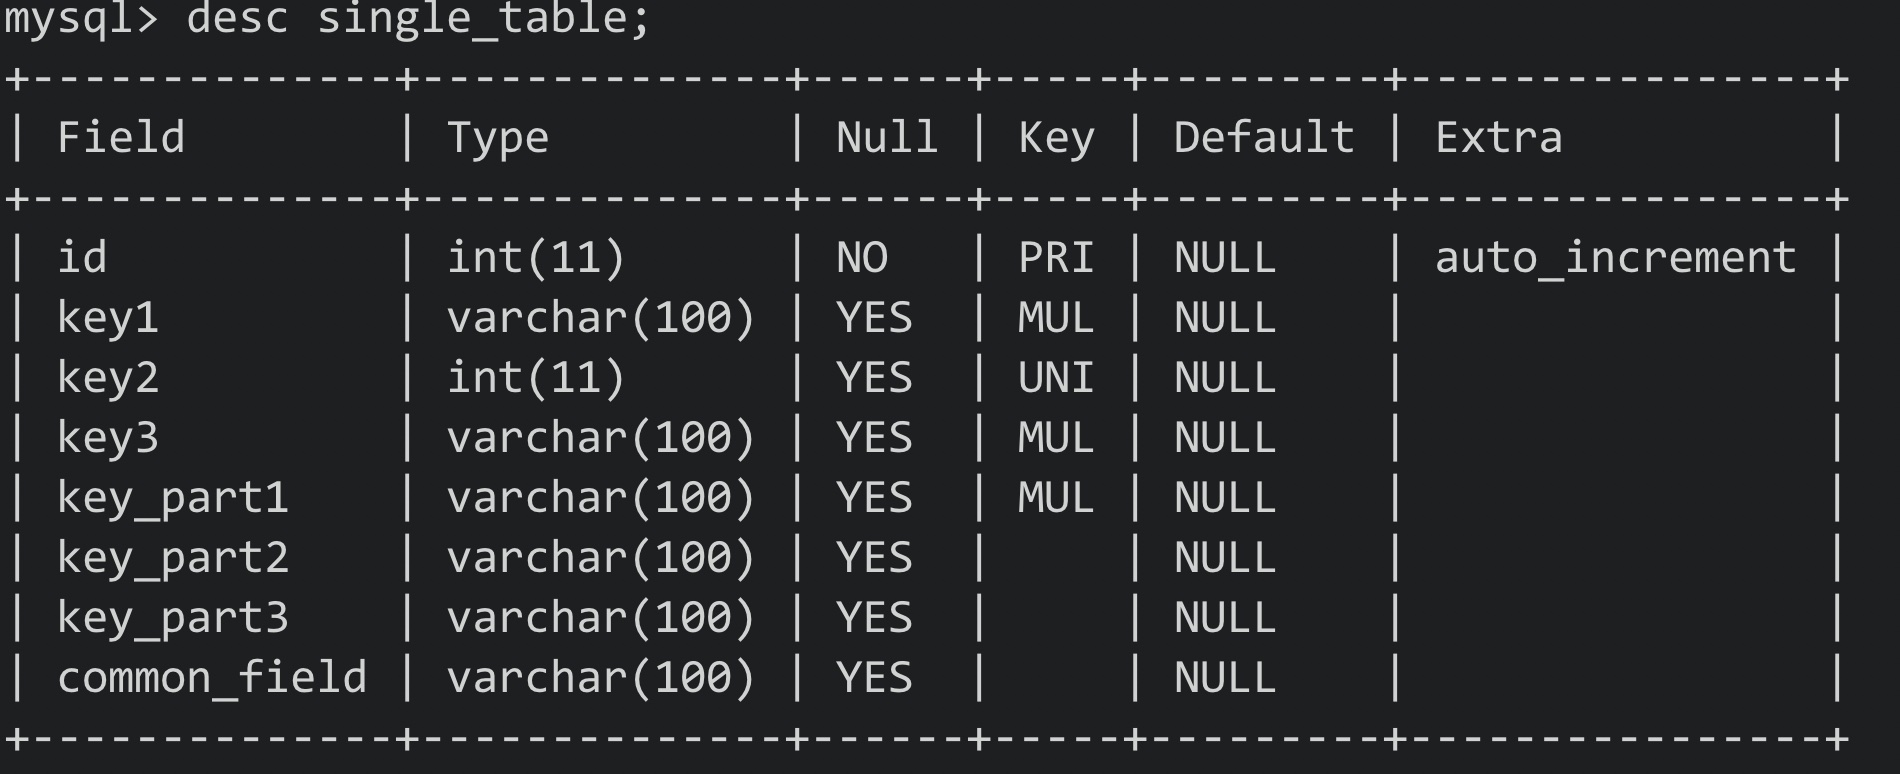 mysql> desc single_table;
+--------------+--------------+------+-----+---------+----------------+
| Field        | Type         | Null | Key | Default | Extra          |
+--------------+--------------+------+-----+---------+----------------+
| id           | int(11)      | NO   | PRI | NULL    | auto_increment |
| key1         | varchar(100) | YES  | MUL | NULL    |                |
| key2         | int(11)      | YES  | UNI | NULL    |                |
| key3         | varchar(100) | YES  | MUL | NULL    |                |
| key_part1    | varchar(100) | YES  | MUL | NULL    |                |
| key_part2    | varchar(100) | YES  |     | NULL    |                |
| key_part3    | varchar(100) | YES  |     | NULL    |                |
| common_field | varchar(100) | YES  |     | NULL    |                |
+--------------+--------------+------+-----+---------+----------------+